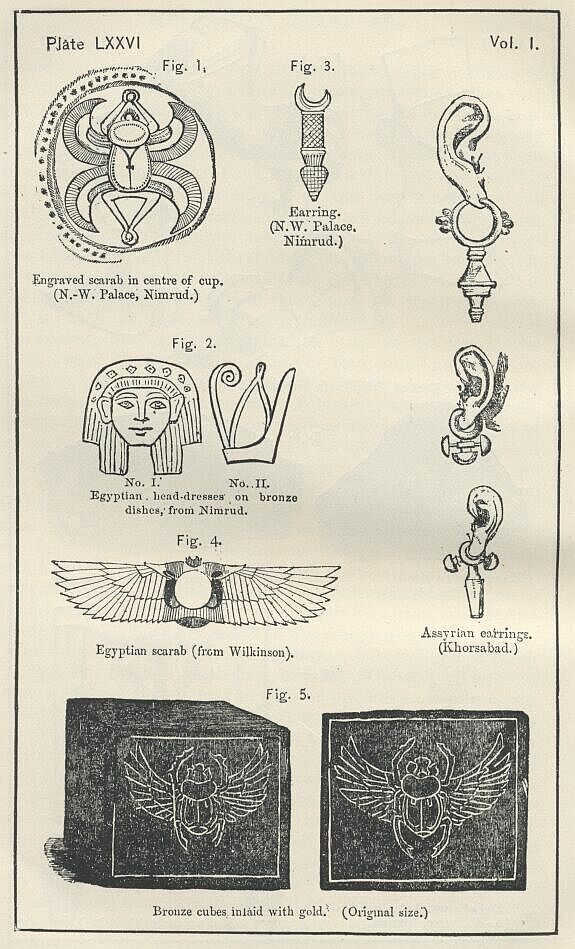 Plate LXXVI
Vol. I.
Fig. 1.
Fig. 3.
Earring.
(N.W. Palace,
Nimrud.)
Engraved scarab in centre of cup.
(N.-W. Palace, Nimrud.)
Fig. 2.
No. I.
No. II.
Egyptian head-dresses on bronze
dishes, from Nimrud.
Fig. 4.
Egyptian scarab (from Wilkinson).
Assyrian earrings.
(Khorsabad.)
Fig. 5.
Bronze cubes inlaid with gold. (Original size.)